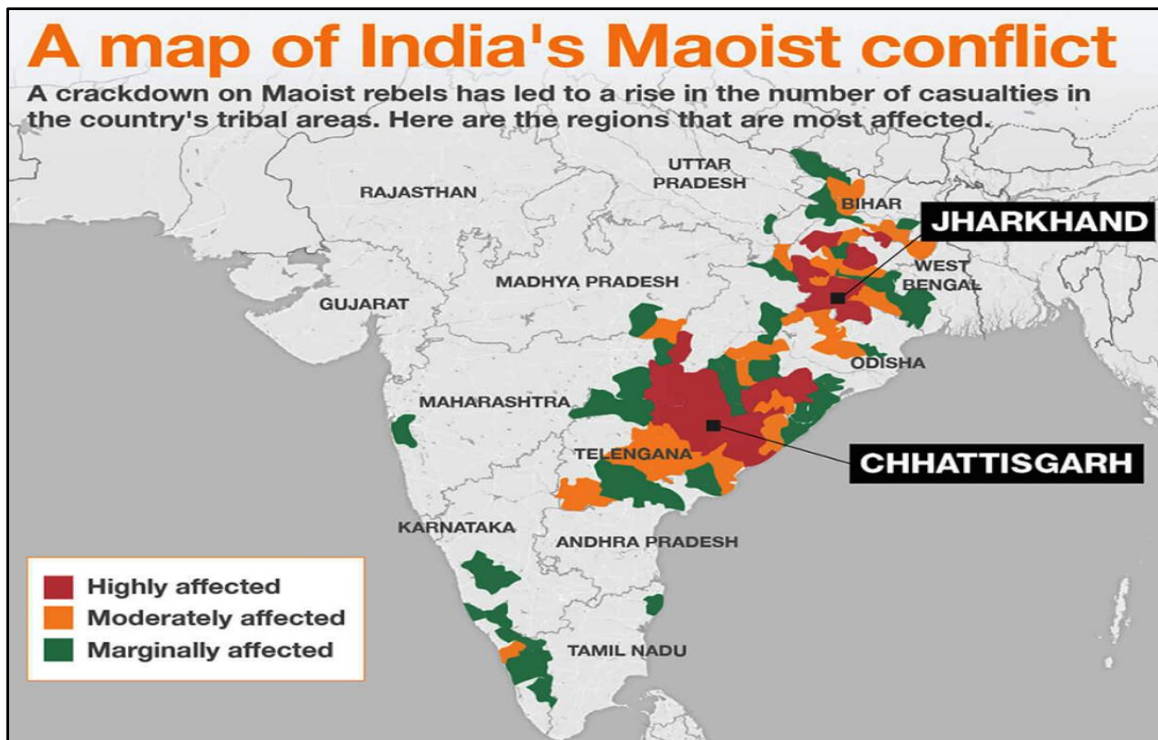 A map of India's Maoist conflict
A crackdown on Maoist rebels has led to a rise in the number of casualties in
the country's tribal areas. Here are the regions that are most affected.
UTTAR
PRADESH
RAJASTHAN
BIHAR
JHARKHAND
WEST
BENGAL
MADHYA PRADESH
GUJARAT
ODISHA
MAHARASHTRA
TELENGANA
CHHATTISGARH
KARNATAKA
ANDHRA PRADESH
Highly affected
Moderately affected
Marginally affected
TAMIL NADU